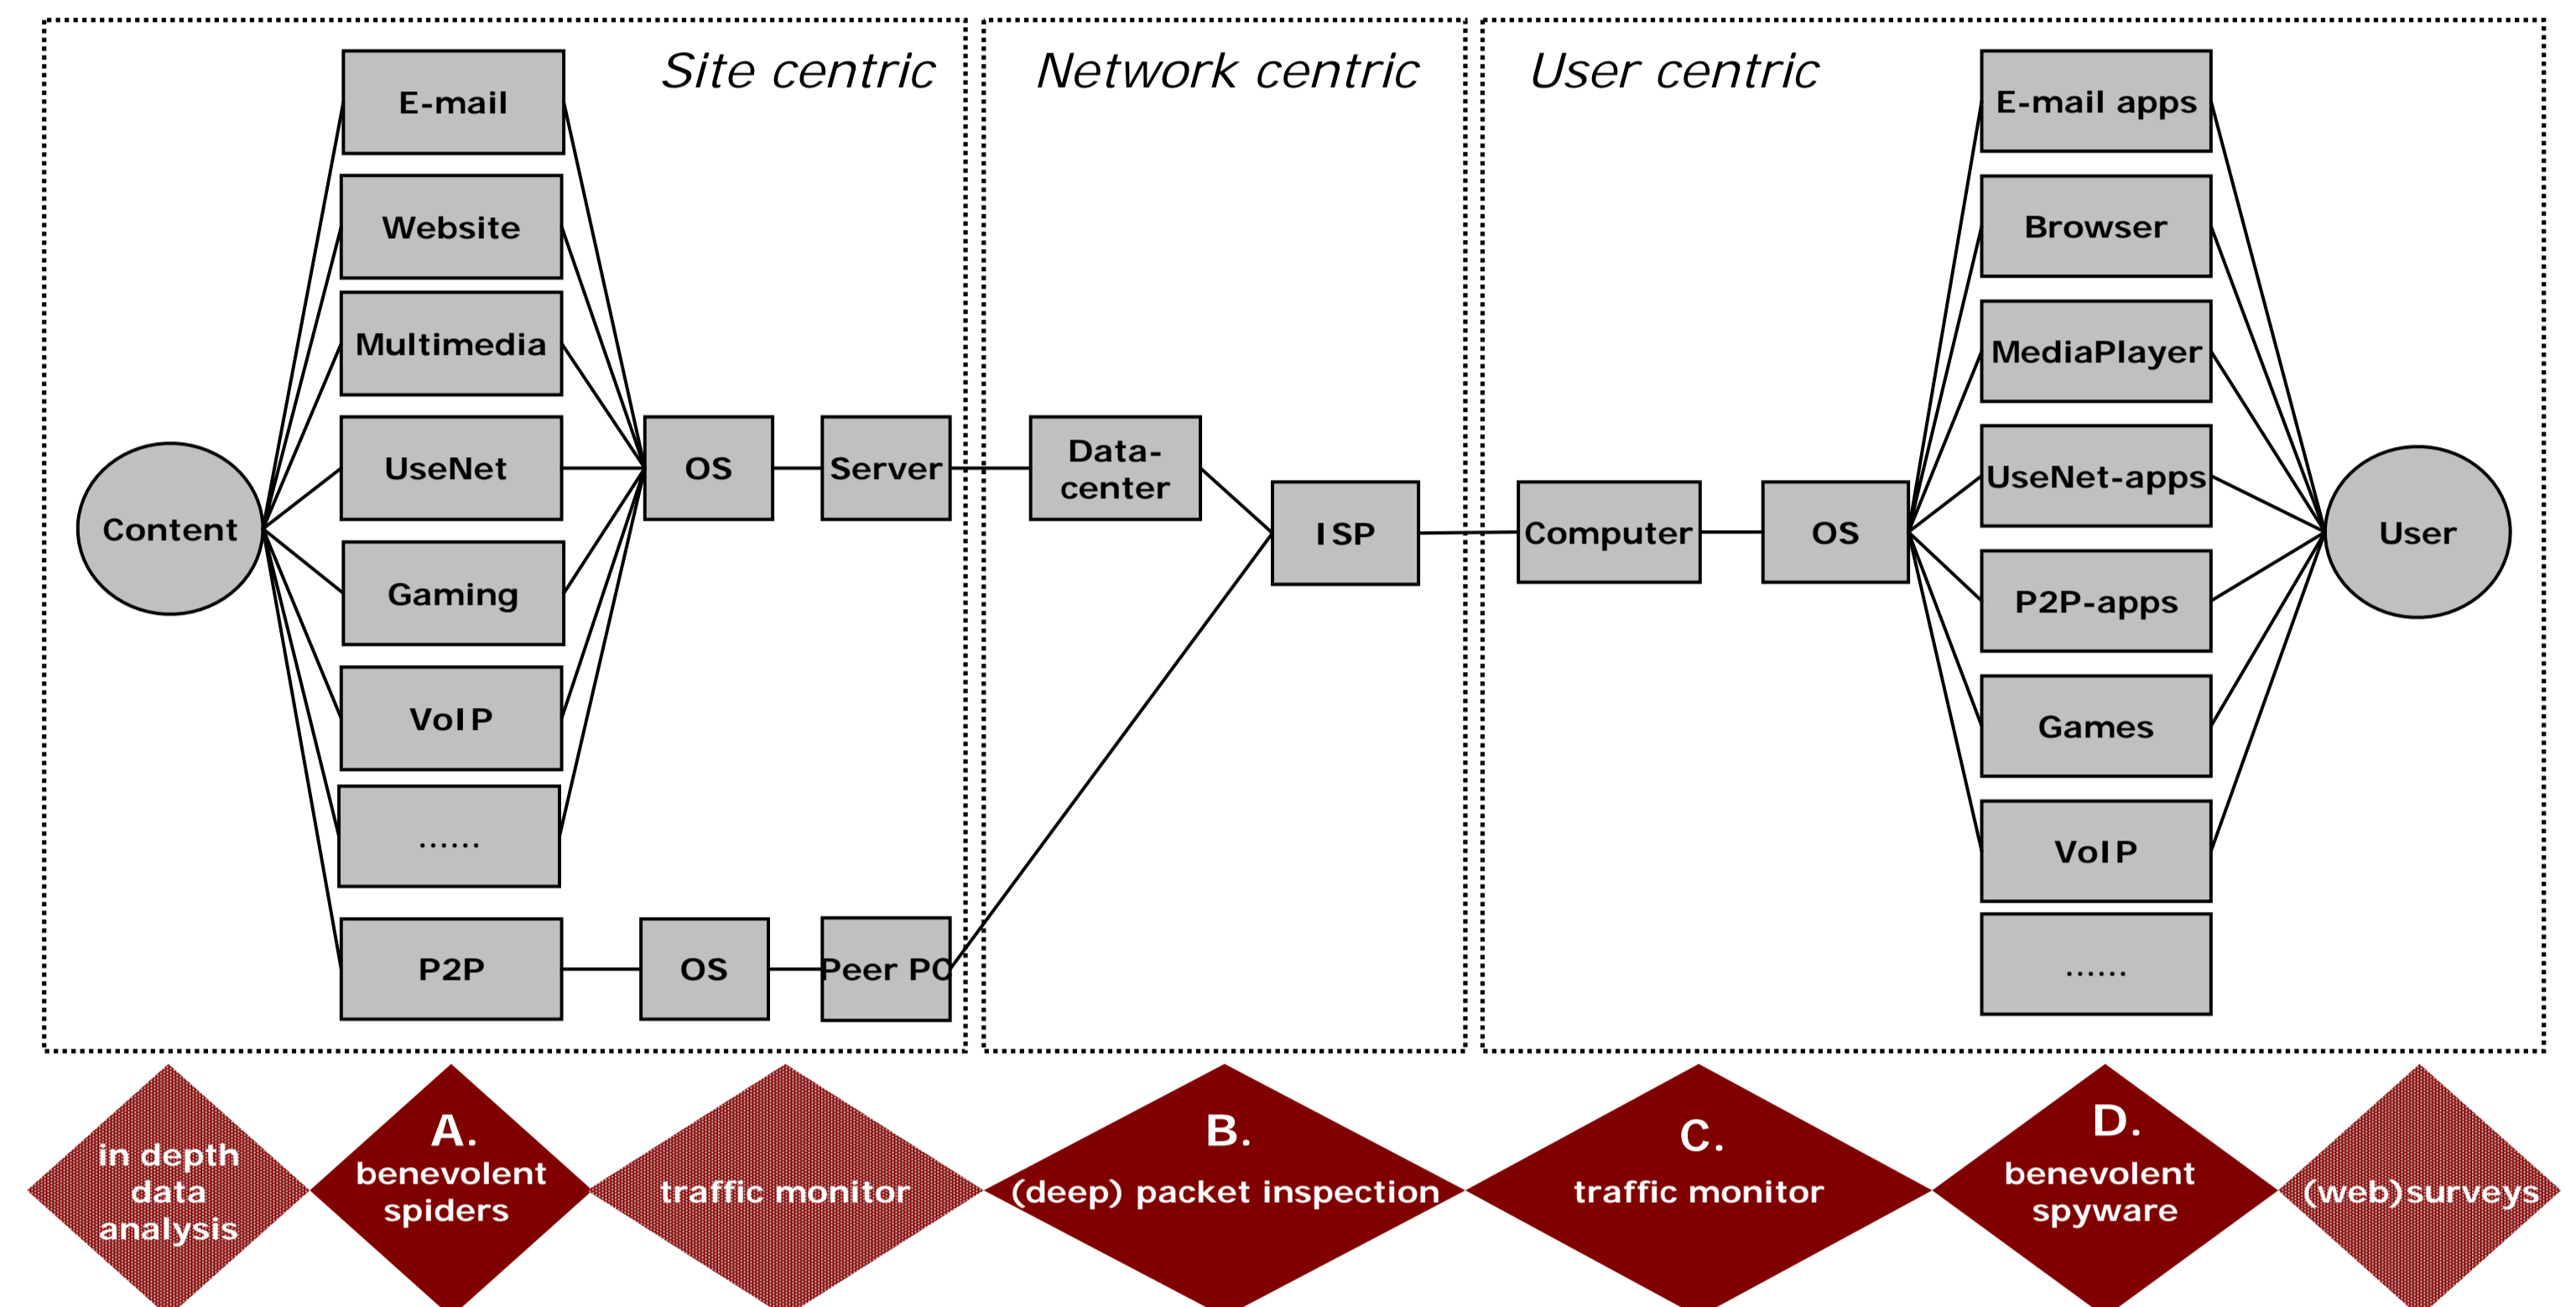 Site centric
Network centric
User centric
E-mail
Website
Multimedia
UseNet
Gaming
VoIP
......
P2P
Content
OS
Server
OS
Peer PC
Data-
center
ISP
Computer
OS
E-mail apps
Browser
MediaPlayer
UseNet-apps
P2P-apps
Games
VoIP
......
User
in depth
data
analysis
A.
benevolent
spiders
traffic monitor
B.
(deep) packet inspection
C.
traffic monitor
D.
benevolent
spyware
(web)surveys